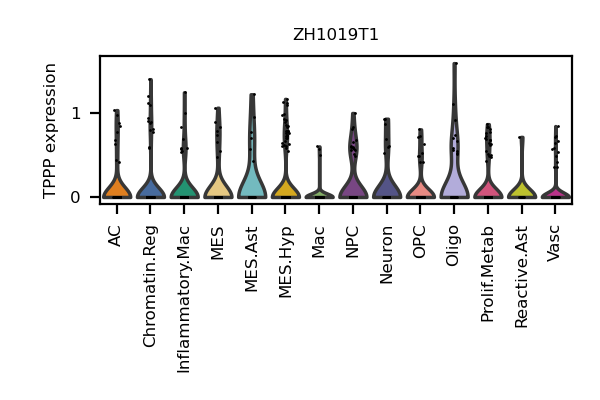 ZH1019T1
TPPP expression
1
0
AC
Chromatin.Reg
Inflammatory.Mac
MES
MES.Ast
MES.Hyp
Mac
NPC
Neuron
OPC
Oligo
Prolif.Metab
Reactive.Ast
Vasc